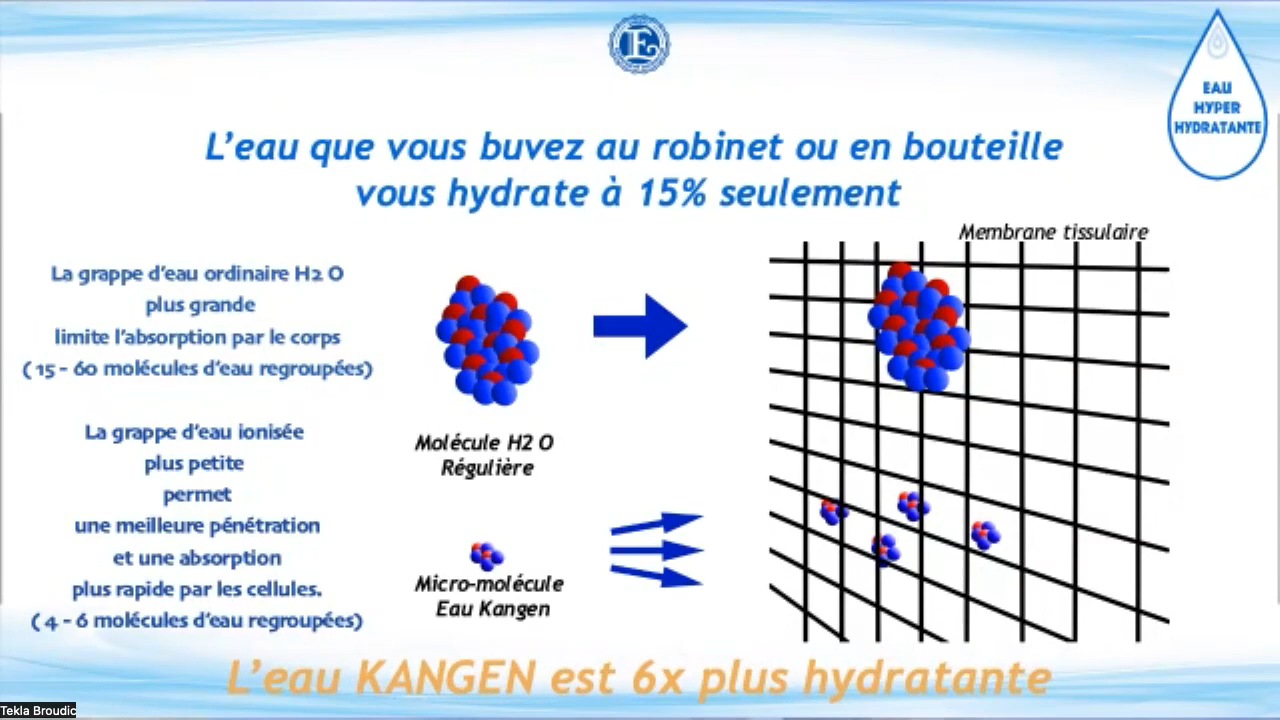 E
EAU
HYPER
HYDRATANTE
L'eau que vous buvez au robinet ou en bouteille
vous hydrate à 15% seulement
Membrane tissulaire
La grappe d'eau ordinaire H2 O
plus grande
limite l'absorption par le corps
( 15 - 60 molécules d'eau regroupées)
Molécule H2 O
Régulière
La grappe d'eau ionisée
plus petite
permet
une meilleure pénétration
et une absorption
plus rapide par les cellules.
( 4 - 6 molécules d'eau regroupées)
Micro-molécule
Eau Kangen
L'eau KANGEN est 6x plus hydratante
Tekla Broudic